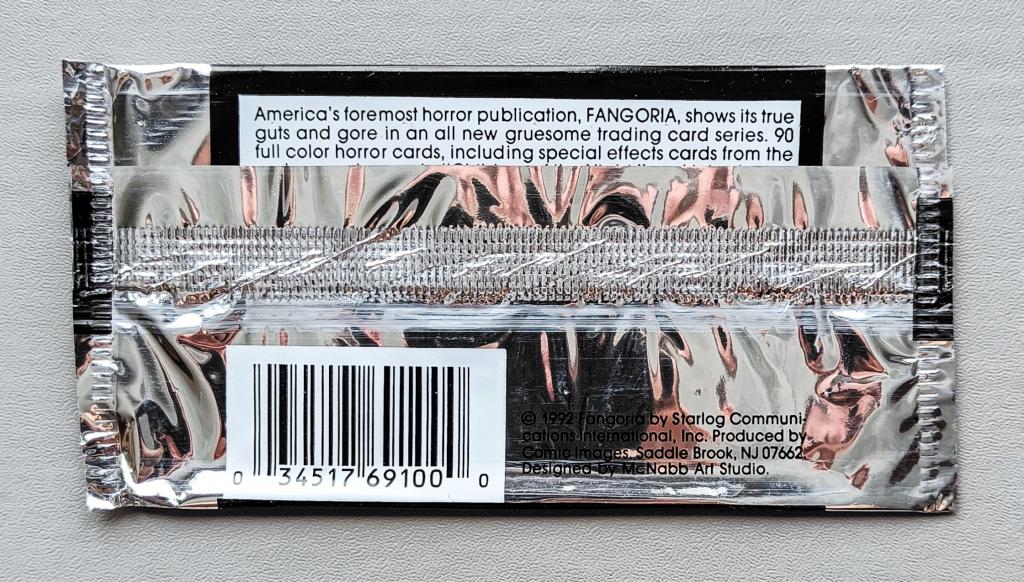 America's foremost horror publication, FANGORIA, shows its true
guts and gore in an all new gruesome trading card series. 90
full color horror cards, including special effects cards from the
0 34517 69100 0
© 1992 Fangoria by Starlog Communi-
cations International, Inc. Produced by
Comic Images, Saddle Brook, NJ 07662.
Designed by McNabb Art Studio.